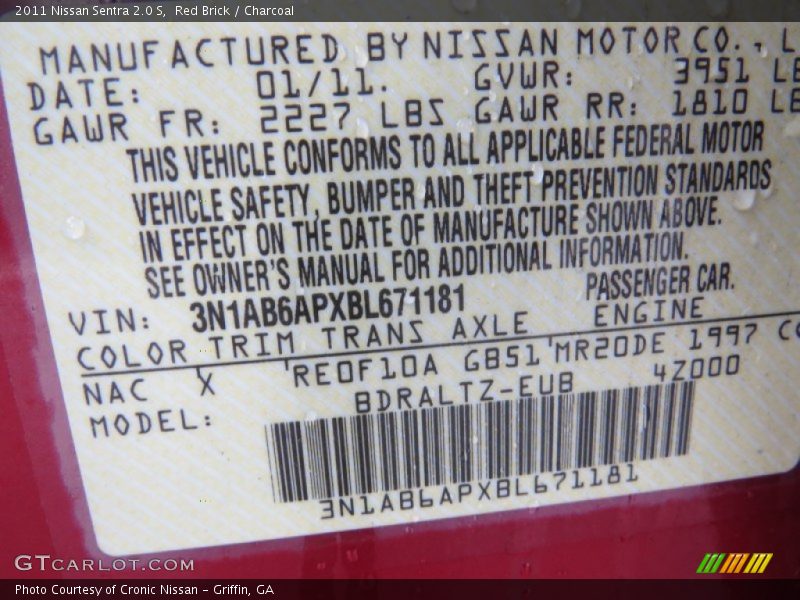 2011 Nissan Sentra 2.0 S,  Red Brick / Charcoal
MANUFACTURED BY NISSAN MOTOR CO., L
DATE: 01/11. GVWR: 3951 LB
GAWR FR: 2227 LBS GAWR RR: 1810 LB
THIS VEHICLE CONFORMS TO ALL APPLICABLE FEDERAL MOTOR
VEHICLE SAFETY, BUMPER AND THEFT PREVENTION STANDARDS
IN EFFECT ON THE DATE OF MANUFACTURE SHOWN ABOVE.
SEE OWNER'S MANUAL FOR ADDITIONAL INFORMATION.
VIN: 3N1AB6APXBL671181 PASSENGER CAR.
COLOR TRIM TRANS AXLE ENGINE
NAC X RE0F10A GB51 MR20DE 1997 CC
MODEL: BDRALTZ-EUB 4Z000
3N1AB6APXBL671181
GTCARLOT.COM
Photo Courtesy of Cronic Nissan – Griffin, GA